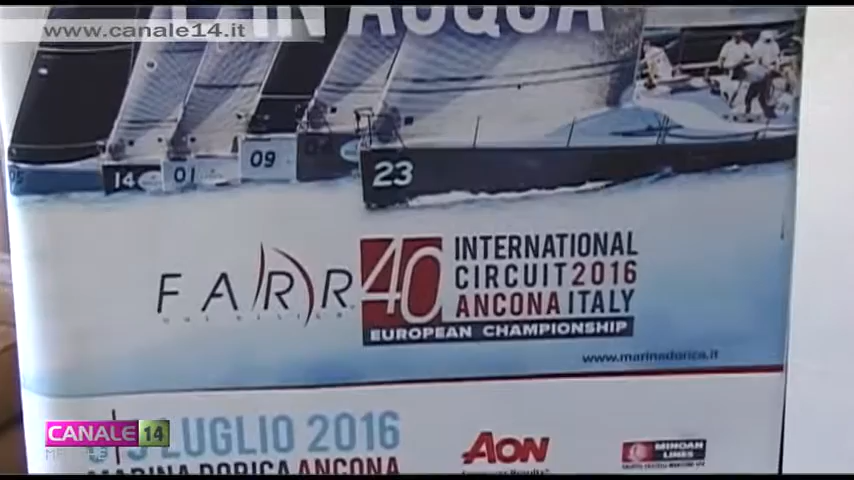 www.canale14.it
IN ACQUA
14
01
09
04
23
FARR 40
INTERNATIONAL
CIRCUIT 2016
ANCONA ITALY
EUROPEAN CHAMPIONSHIP
www.marinadorica.it
LUGLIO 2016
MARINA DORICA ANCONA
AON
MINOAN
LINES
CANALE 14